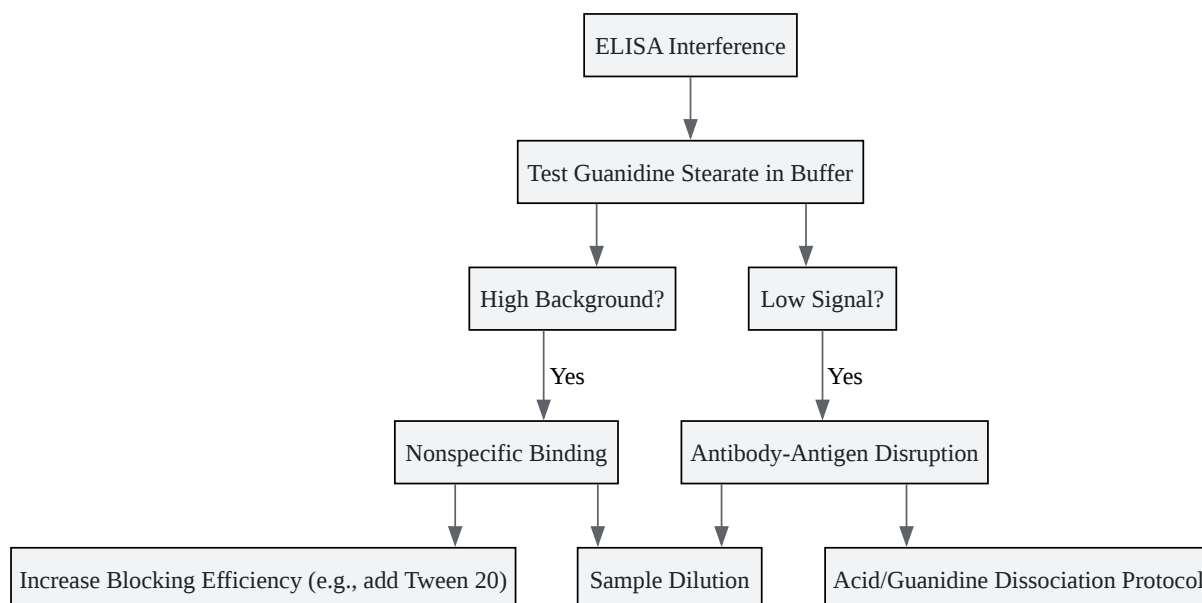 ELISA Interference
Test Guanidine Stearate in Buffer
High Background?
Low Signal?
Yes
Yes
Nonspecific Binding
Antibody-Antigen Disruption
Increase Blocking Efficiency (e.g., add Tween 20)
Sample Dilution
Acid/Guanidine Dissociation Protocol